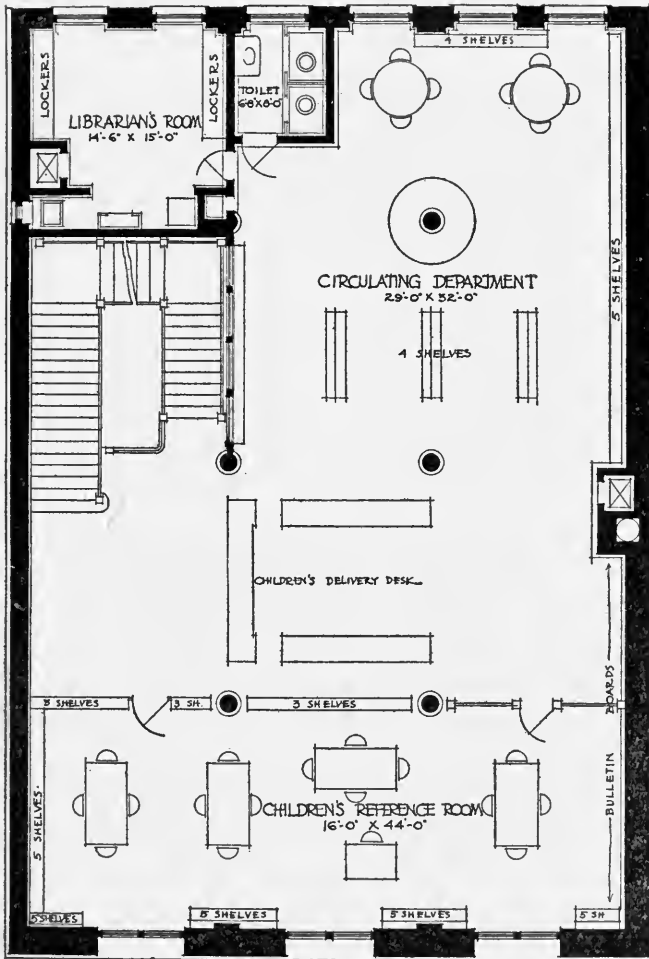 4 SHELVES
LOCKERS
LOCKERS
TOILET
6'8"X8'-0"
LIBRARIAN'S ROOM
14'-6" X 15'-0"
5 SHELVES
CIRCULATING DEPARTMENT
29'-0" X 52'-0"
4 SHELVES
CHILDREN'S DELIVERY DESK
BULLETIN BOARDS
5 SHELVES
3 SH.
3 SHELVES
5 SHELVES
CHILDREN'S REFERENCE ROOM
16'-0" X 44'-0"
5 SHELVES
5 SHELVES
5 SHELVES
5 SH